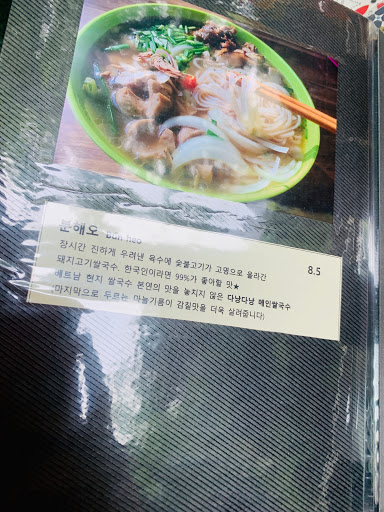 분해오 Bun heo
장시간 진하게 우려낸 육수에 숯불고기가 고명으로 올라간 8.5
돼지고기쌀국수. 한국인이라면 99%가 좋아할 맛★
베트남 현지 쌀국수 본연의 맛을 놓치지 않은 다낭다낭 메인쌀국수
(마지막으로 두르는 마늘기름이 감칠맛을 더욱 살려줍니다)